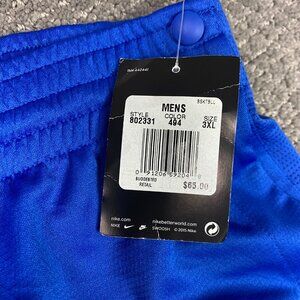 BSKTBLL
MENS
STYLE COLOR SIZE
802331 494 3XL
SUGGESTED
RETAIL $65.00
nike.com nikebetterworld.com
NIKE SWOOSH © 2015 Nike